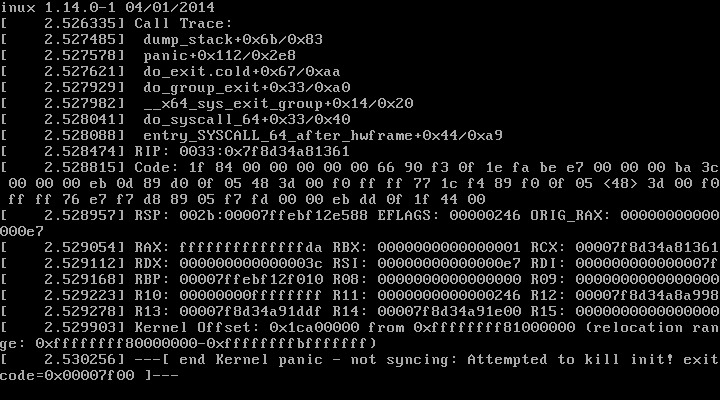 inux 1.14.0-1 04/01/2014
[    2.526335] Call Trace:
[    2.527485]  dump_stack+0x6b/0x83
[    2.527578]  panic+0x112/0x2e8
[    2.527621]  do_exit.cold+0x67/0xaa
[    2.527929]  do_group_exit+0x33/0xa0
[    2.527982]  __x64_sys_exit_group+0x14/0x20
[    2.528041]  do_syscall_64+0x33/0x40
[    2.528088]  entry_SYSCALL_64_after_hwframe+0x44/0xa9
[    2.528474] RIP: 0033:0x7f8d34a81361
[    2.528815] Code: 1f 84 00 00 00 00 00 66 90 f3 0f 1e fa be e7 00 00 00 ba 3c
 00 00 00 eb 0d 89 d0 0f 05 48 3d 00 f0 ff ff 77 1c f4 89 f0 0f 05 <48> 3d 00 f0
 ff ff 76 e7 f7 d8 89 05 f7 fd 00 00 eb dd 0f 1f 44 00
[    2.528957] RSP: 002b:00007ffebf12e588 EFLAGS: 00000246 ORIG_RAX: 00000000000
000e7
[    2.529054] RAX: ffffffffffffffda RBX: 0000000000000001 RCX: 00007f8d34a81361
[    2.529112] RDX: 000000000000003c RSI: 00000000000000e7 RDI: 000000000000007f
[    2.529168] RBP: 00007ffebf12f010 R08: 0000000000000000 R09: 0000000000000000
[    2.529223] R10: 00000000ffffffff R11: 0000000000000246 R12: 00007f8d34a8a998
[    2.529278] R13: 00007f8d34a91ddf R14: 00007f8d34a91e00 R15: 0000000000000000
[    2.529903] Kernel Offset: 0x1ca00000 from 0xffffffff81000000 (relocation ran
ge: 0xffffffff80000000-0xffffffffbfffffff)
[    2.530256] ---[ end Kernel panic - not syncing: Attempted to kill init! exit
code=0x00007f00 ]---